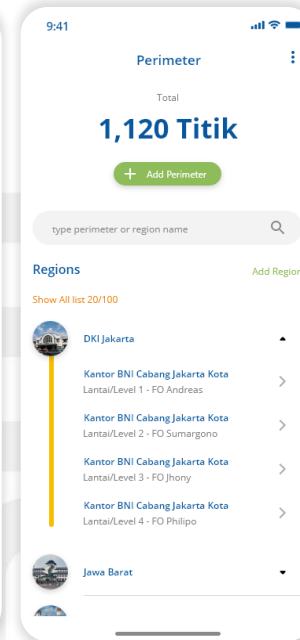 9:41
Perimeter
Total
1,120 Titik
Add Perimeter
type perimeter or region name
Regions
Add Region
Show All list 20/100
DKI Jakarta
Kantor BNI Cabang Jakarta Kota
Lantai/Level 1 - FO Andreas
Kantor BNI Cabang Jakarta Kota
Lantai/Level 2 - FO Sumargono
Kantor BNI Cabang Jakarta Kota
Lantai/Level 3 - FO Jhony
Kantor BNI Cabang Jakarta Kota
Lantai/Level 4 - FO Philipo
Jawa Barat